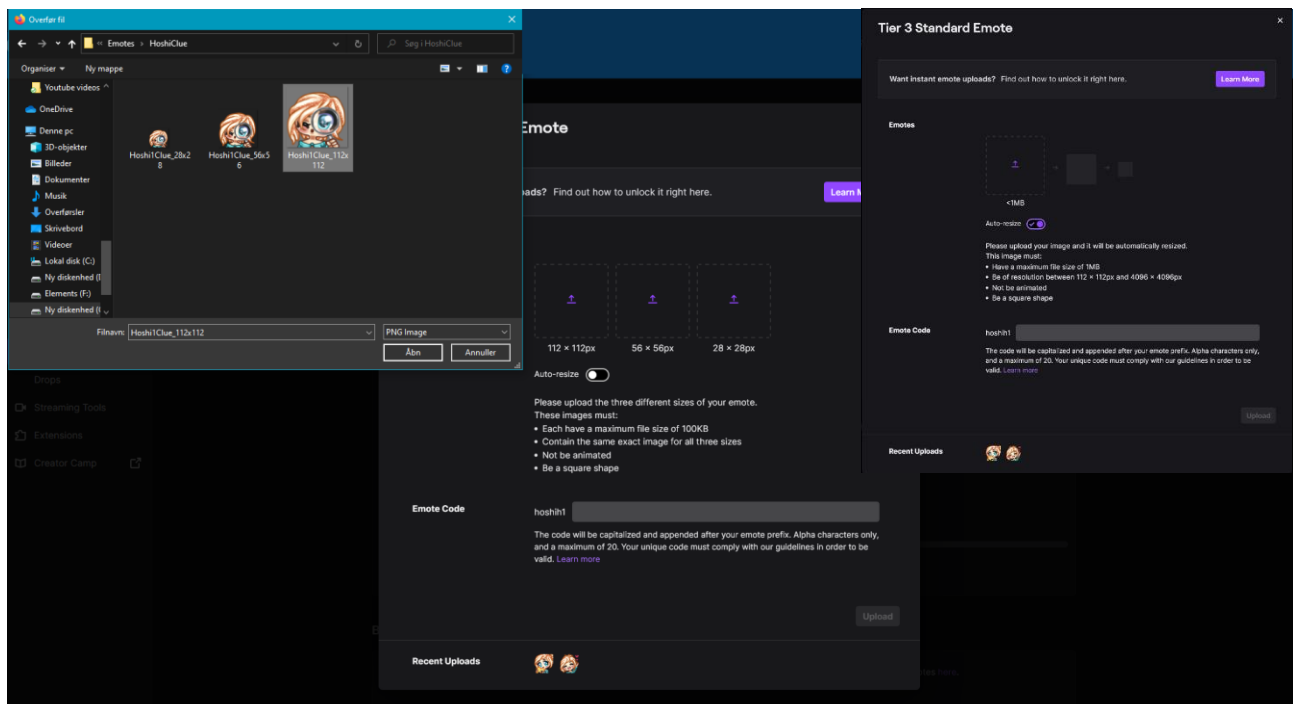 Overfør fil
« Emotes > HoshiClue
Søg i HoshiClue
Organiser
Ny mappe
Youtube videos
OneDrive
Denne pc
3D-objekter
Billeder
Dokumenter
Musik
Overførsler
Skrivebord
Videoer
Lokal disk (C:)
Ny diskenhed (
Elements (F:)
Ny diskenhed (
Hoshi1Clue_28x2
8
Hoshi1Clue_56x5
6
Hoshi1Clue_112x
112
Filnavn:
Hoshi1Clue_112x112
PNG Image
Åbn
Annuller
Drops
Streaming Tools
Extensions
Creator Camp
Emote
ads? Find out how to unlock it right here.
Learn M
112 × 112px
56 × 56px
28 × 28px
Auto-resize
Please upload the three different sizes of your emote.
These images must:
• Each have a maximum file size of 100KB
• Contain the same exact image for all three sizes
• Not be animated
• Be a square shape
Emote Code
hoshih1
The code will be capitalized and appended after your emote prefix. Alpha characters only,
and a maximum of 20. Your unique code must comply with our guidelines in order to be
valid. Learn more
Upload
Recent Uploads
here.
Tier 3 Standard Emote
Want instant emote uploads? Find out how to unlock it right here.
Learn More
Emotes
<1MB
Auto-resize
Please upload your image and it will be automatically resized.
This image must:
• Have a maximum file size of 1MB
• Be of resolution between 112 × 112px and 4096 × 4096px
• Not be animated
• Be a square shape
Emote Code
hoshih1
The code will be capitalized and appended after your emote prefix. Alpha characters only,
and a maximum of 20. Your unique code must comply with our guidelines in order to be
valid. Learn more
Upload
Recent Uploads